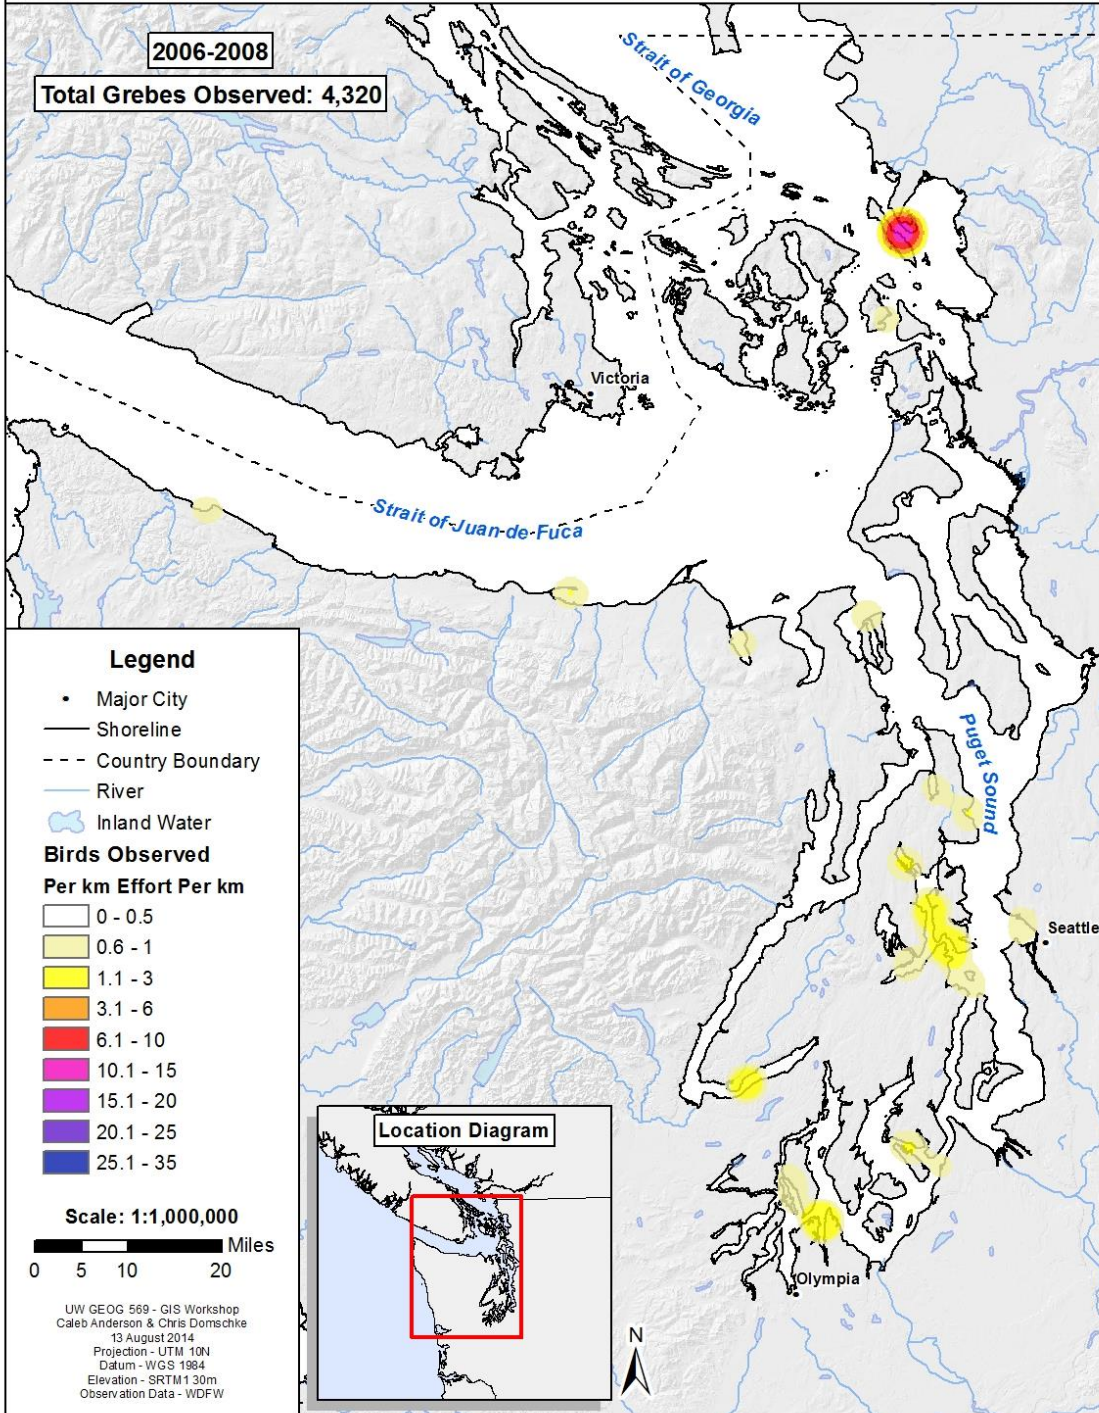 2006-2008
Total Grebes Observed: 4,320
Strait of Georgia
Victoria
Strait of Juan de Fuca
Puget Sound
Seattle
Olympia
Legend
Major City
Shoreline
Country Boundary
River
Inland Water
Birds Observed
Per km Effort Per km
0 - 0.5
0.6 - 1
1.1 - 3
3.1 - 6
6.1 - 10
10.1 - 15
15.1 - 20
20.1 - 25
25.1 - 35
Scale: 1:1,000,000
Miles
0 5 10 20
UW GEOG 569 - GIS Workshop
Caleb Anderson & Chris Domschke
13 August 2014
Projection - UTM 10N
Datum - WGS 1984
Elevation - SRTM1 30m
Observation Data - WDFW
Location Diagram
N